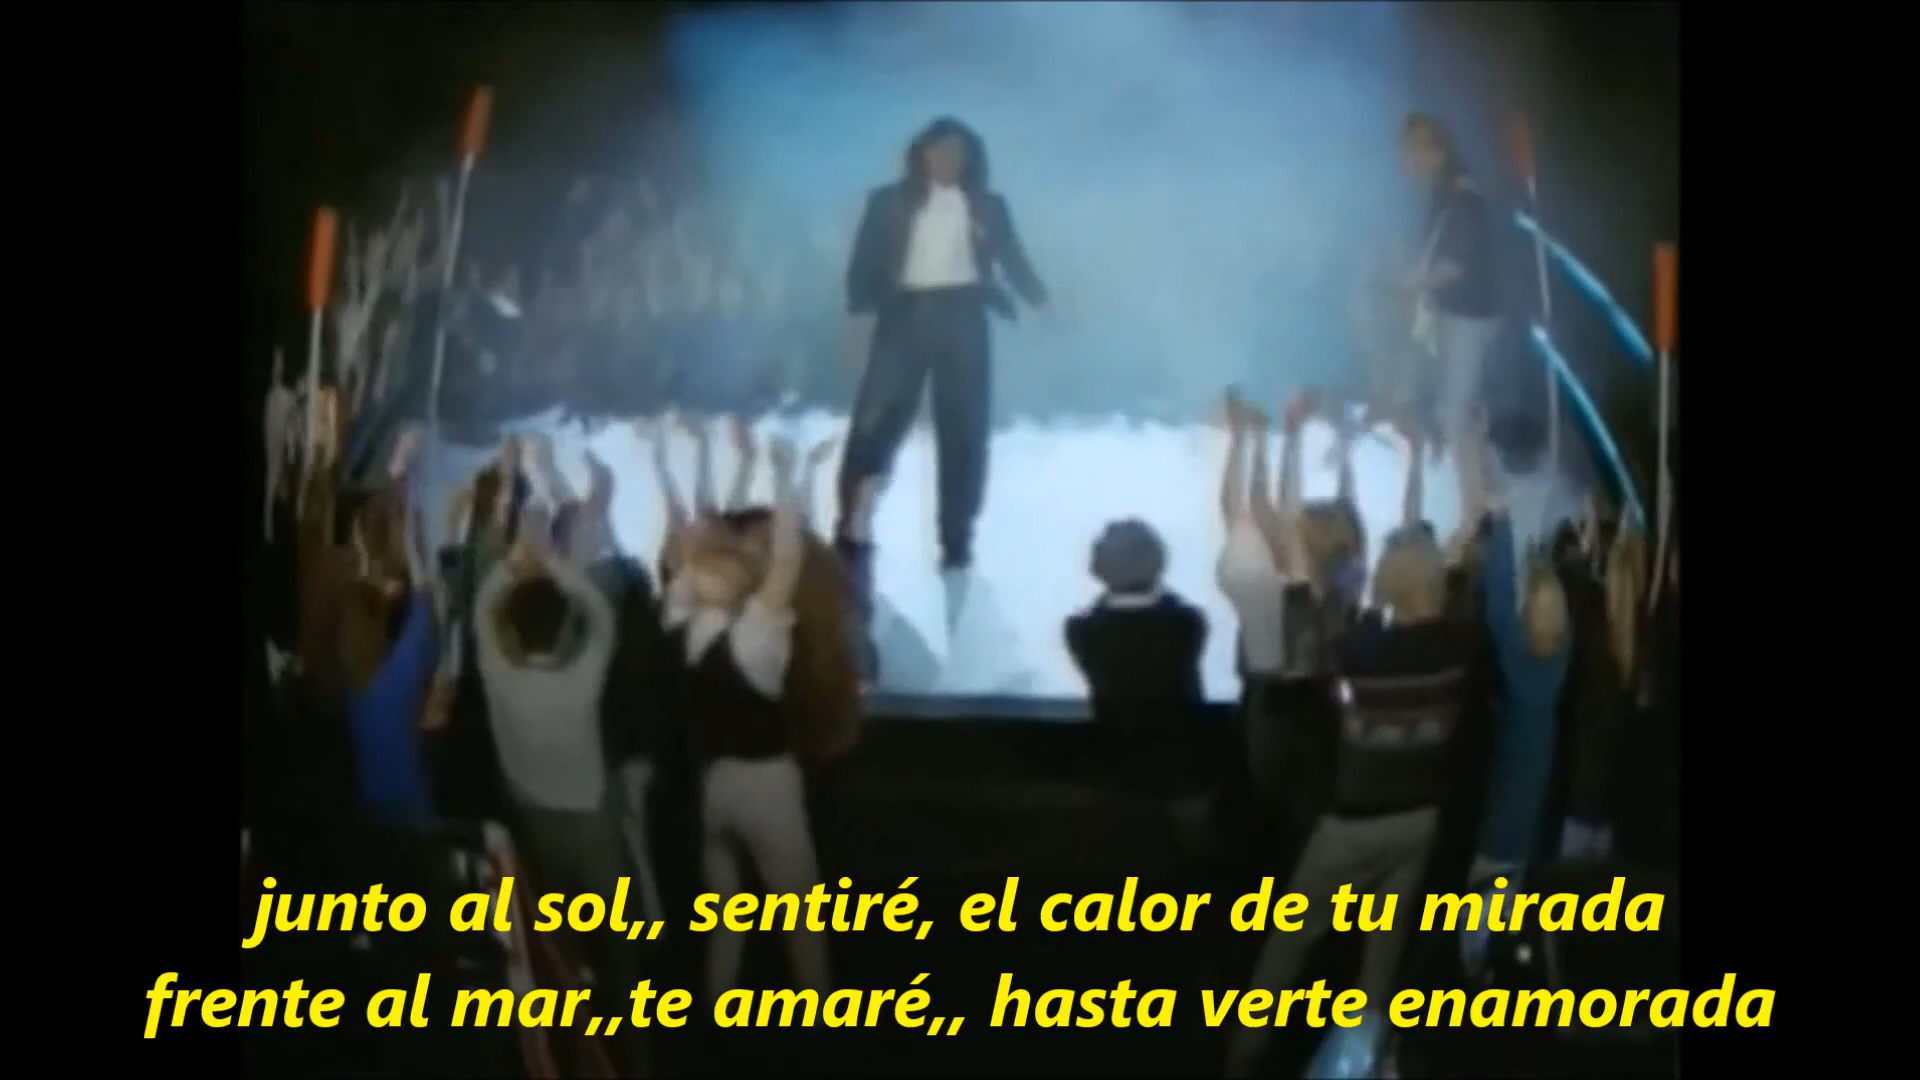 junto al sol,, sentiré, el calor de tu mirada
frente al mar,,te amaré,, hasta verte enamorada